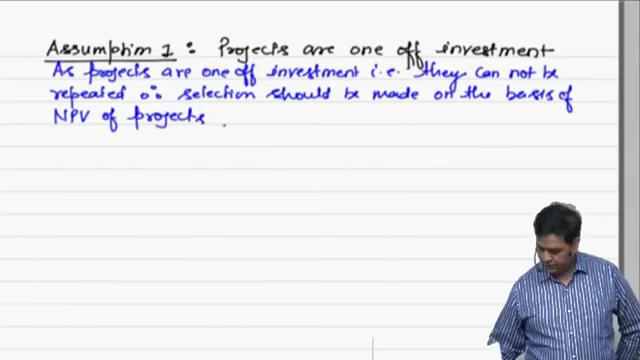 Assumption 1 : Projects are one off investment
As projects are one off investment i.e. they can not be
repeated ∴ selection should be made on the basis of
NPV of projects